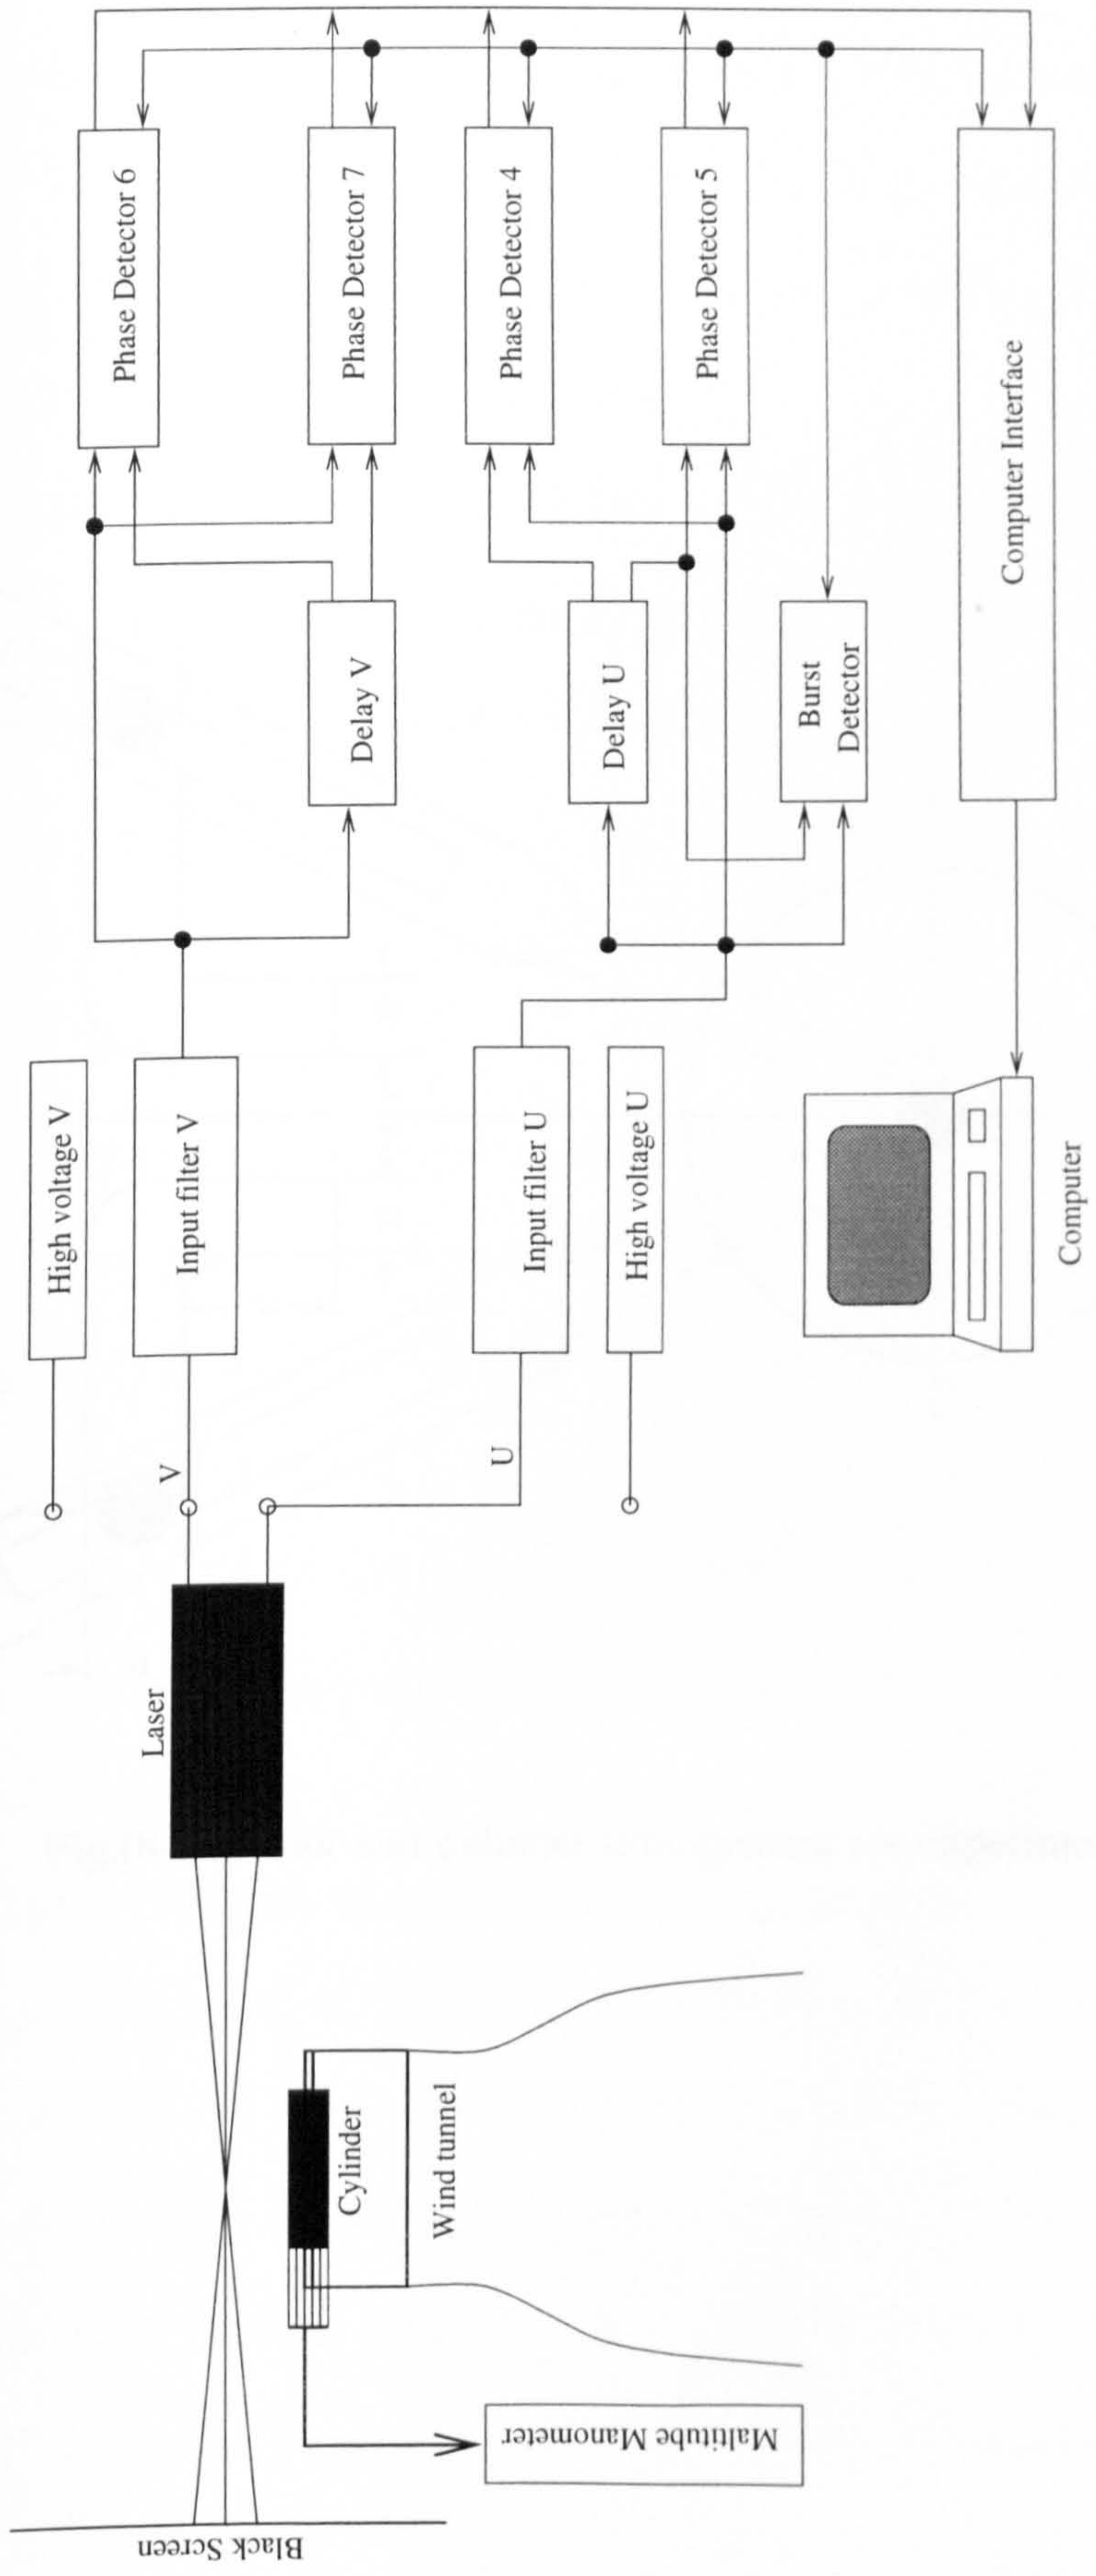 Black Screen
Maltitube Manometer
Cylinder
Wind tunnel
Laser
V
U
High voltage V
Input filter V
Input filter U
High voltage U
Computer
Delay V
Delay U
Burst
Detector
Phase Detector 6
Phase Detector 7
Phase Detector 4
Phase Detector 5
Computer Interface